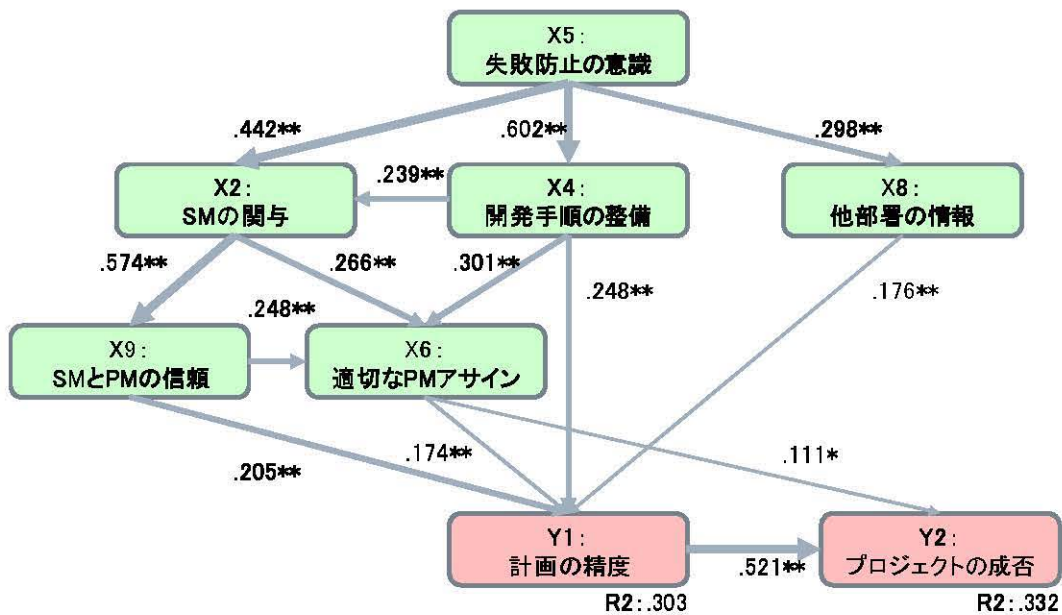 X5:
失敗防止の意識
.442**
.602**
.298**
X2:
SMの関与
.239**
X4:
開発手順の整備
X8:
他部署の情報
.574**
.266**
.301**
.248**
.176**
.248**
X9:
SMとPMの信頼
X6:
適切なPMアサイン
.205**
.174**
.111*
Y1:
計画の精度
.521**
Y2:
プロジェクトの成否
R2:.303
R2:.332